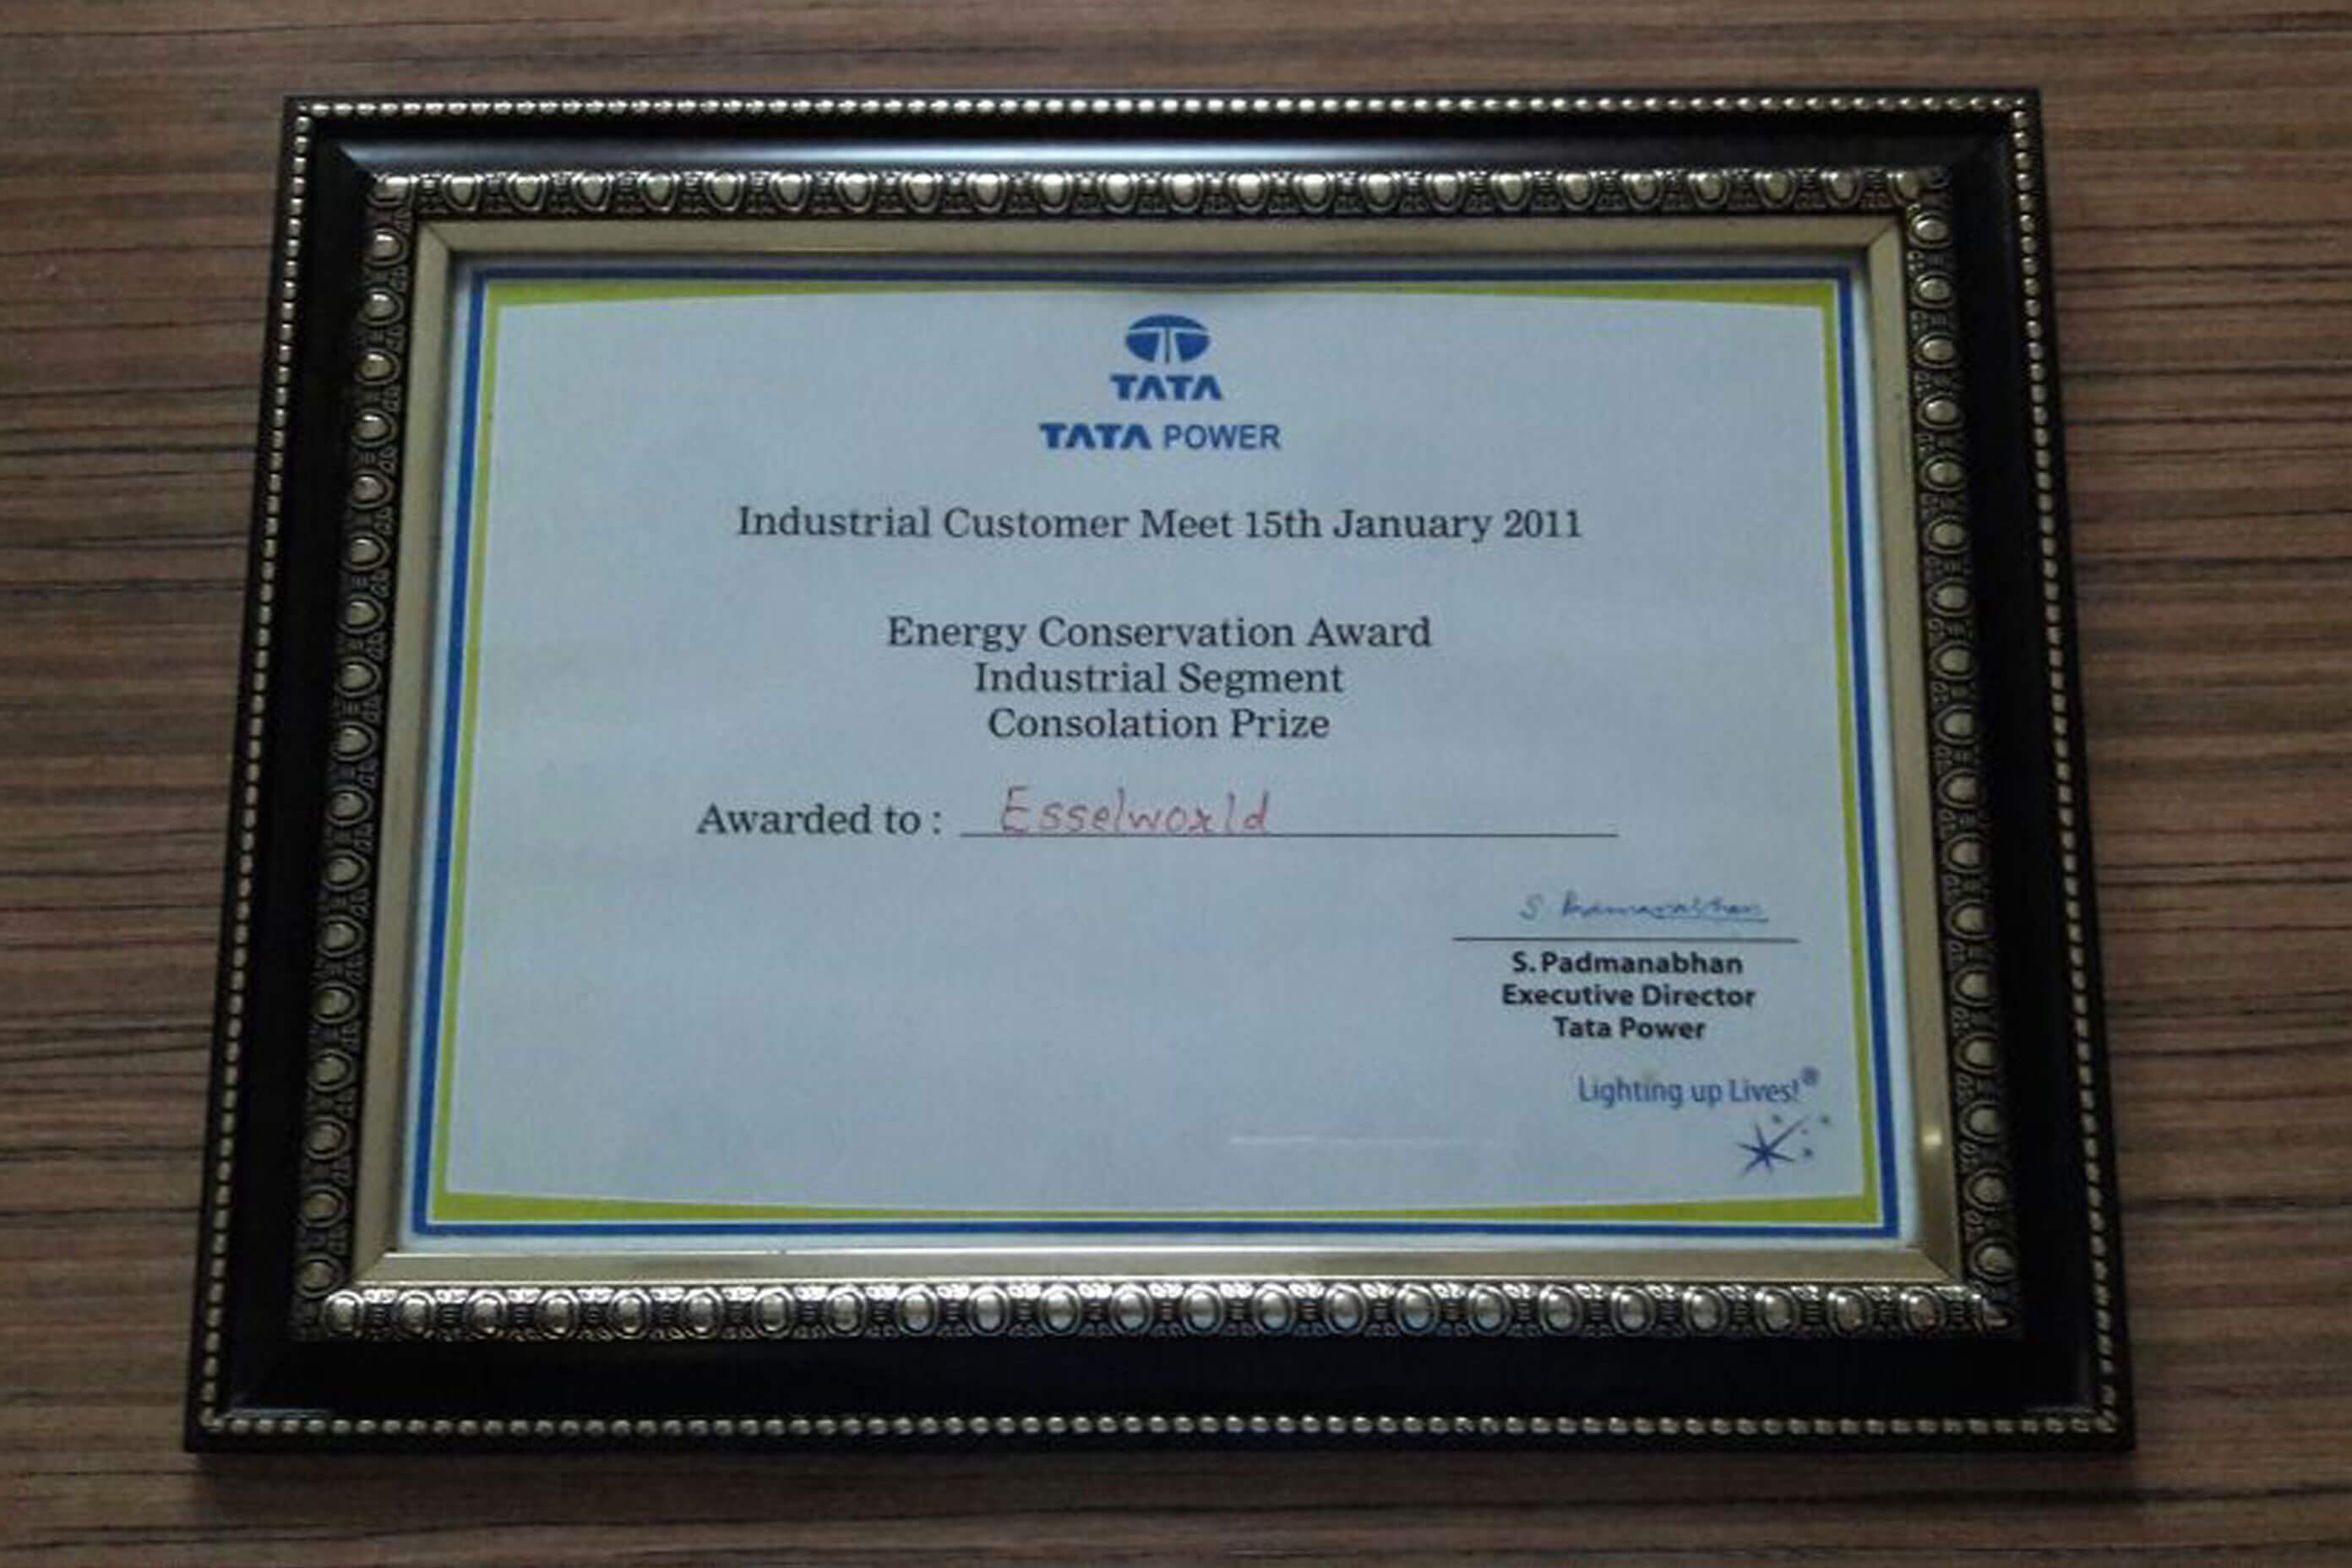 TATA
TATA POWER
Industrial Customer Meet 15th January 2011
Energy Conservation Award
Industrial Segment
Consolation Prize
Awarded to : Esselworld
S Padmanabhan
S. Padmanabhan
Executive Director
Tata Power
Lighting up Lives!®